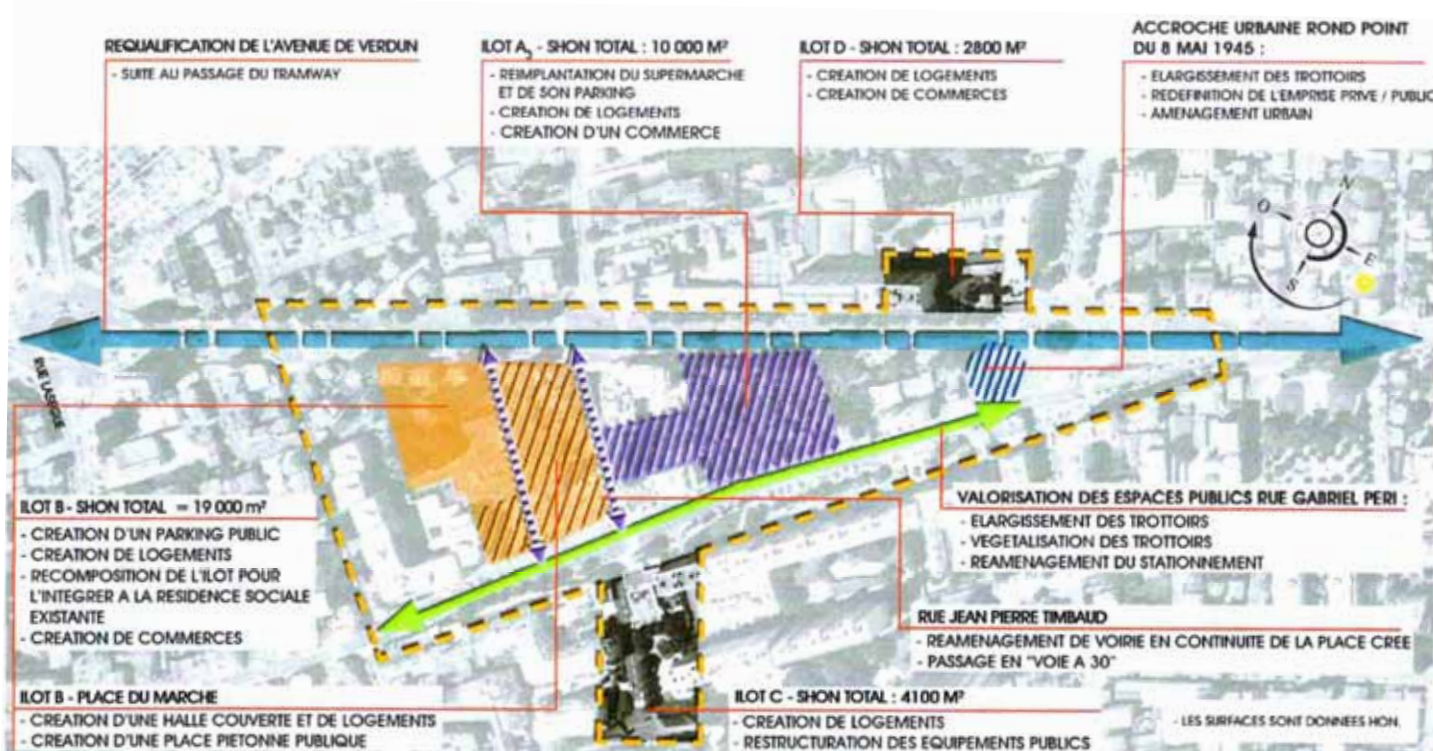 REQUALIFICATION DE L'AVENUE DE VERDUN
- SUITE AU PASSAGE DU TRAMWAY
ILOT A, - SHON TOTAL : 10 000 M²
- REIMPLANTATION DU SUPERMARCHE
ET DE SON PARKING
- CREATION DE LOGEMENTS
- CREATION D'UN COMMERCE
ILOT D - SHON TOTAL : 2800 M²
- CREATION DE LOGEMENTS
- CREATION DE COMMERCES
ACCROCHE URBAINE ROND POINT
DU 8 MAI 1945 :
- ELARGISSEMENT DES TROTTOIRS
- REDEFINITION DE L'EMPRISE PRIVE / PUBLIC
- AMENAGEMENT URBAIN
N
O
E
S
RUE LASEGUE
ILOT B - SHON TOTAL = 19 000 m²
- CREATION D'UN PARKING PUBLIC
- CREATION DE LOGEMENTS
- RECOMPOSITION DE L'ILOT POUR
L'INTEGRER A LA RESIDENCE SOCIALE
EXISTANTE
- CREATION DE COMMERCES
VALORISATION DES ESPACES PUBLICS RUE GABRIEL PERI :
- ELARGISSEMENT DES TROTTOIRS
- VEGETALISATION DES TROTTOIRS
- REAMENAGEMENT DU STATIONNEMENT
RUE JEAN PIERRE TIMBAUD
- REAMENAGEMENT DE VOIRIE EN CONTINUITE DE LA PLACE CREE
- PASSAGE EN "VOIE A 30"
ILOT B - PLACE DU MARCHE
- CREATION D'UNE HALLE COUVERTE ET DE LOGEMENTS
- CREATION D'UNE PLACE PIETONNE PUBLIQUE
ILOT C - SHON TOTAL : 4100 M²
- CREATION DE LOGEMENTS
- RESTRUCTURATION DES EQUIPEMENTS PUBLICS
- LES SURFACES SONT DONNEES HON.